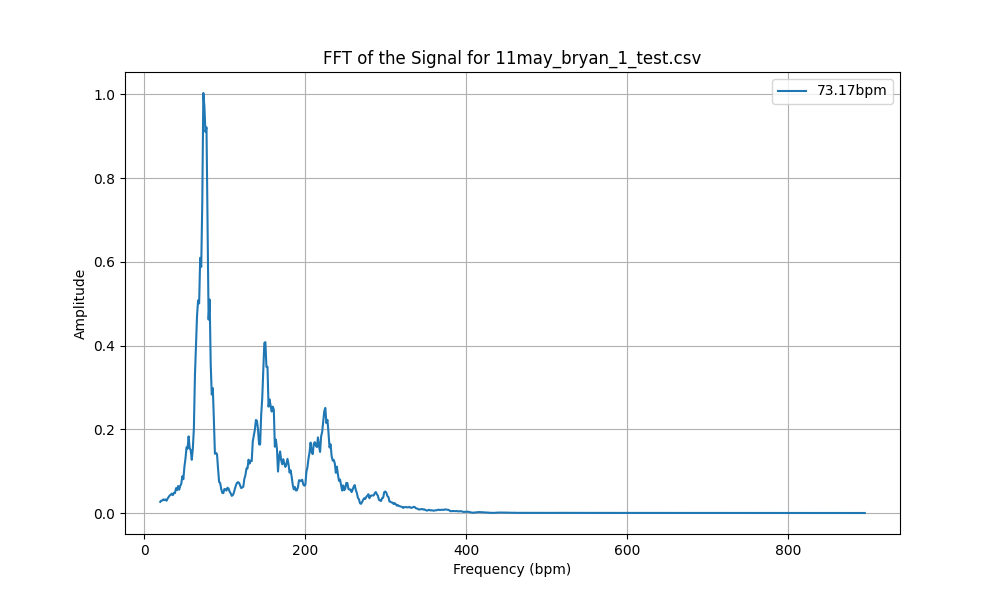 FFT of the Signal for 11may_bryan_1_test.csv
73.17bpm
1.0
0.8
0.6
0.4
0.2
0.0
Amplitude
0 200 400 600 800
Frequency (bpm)